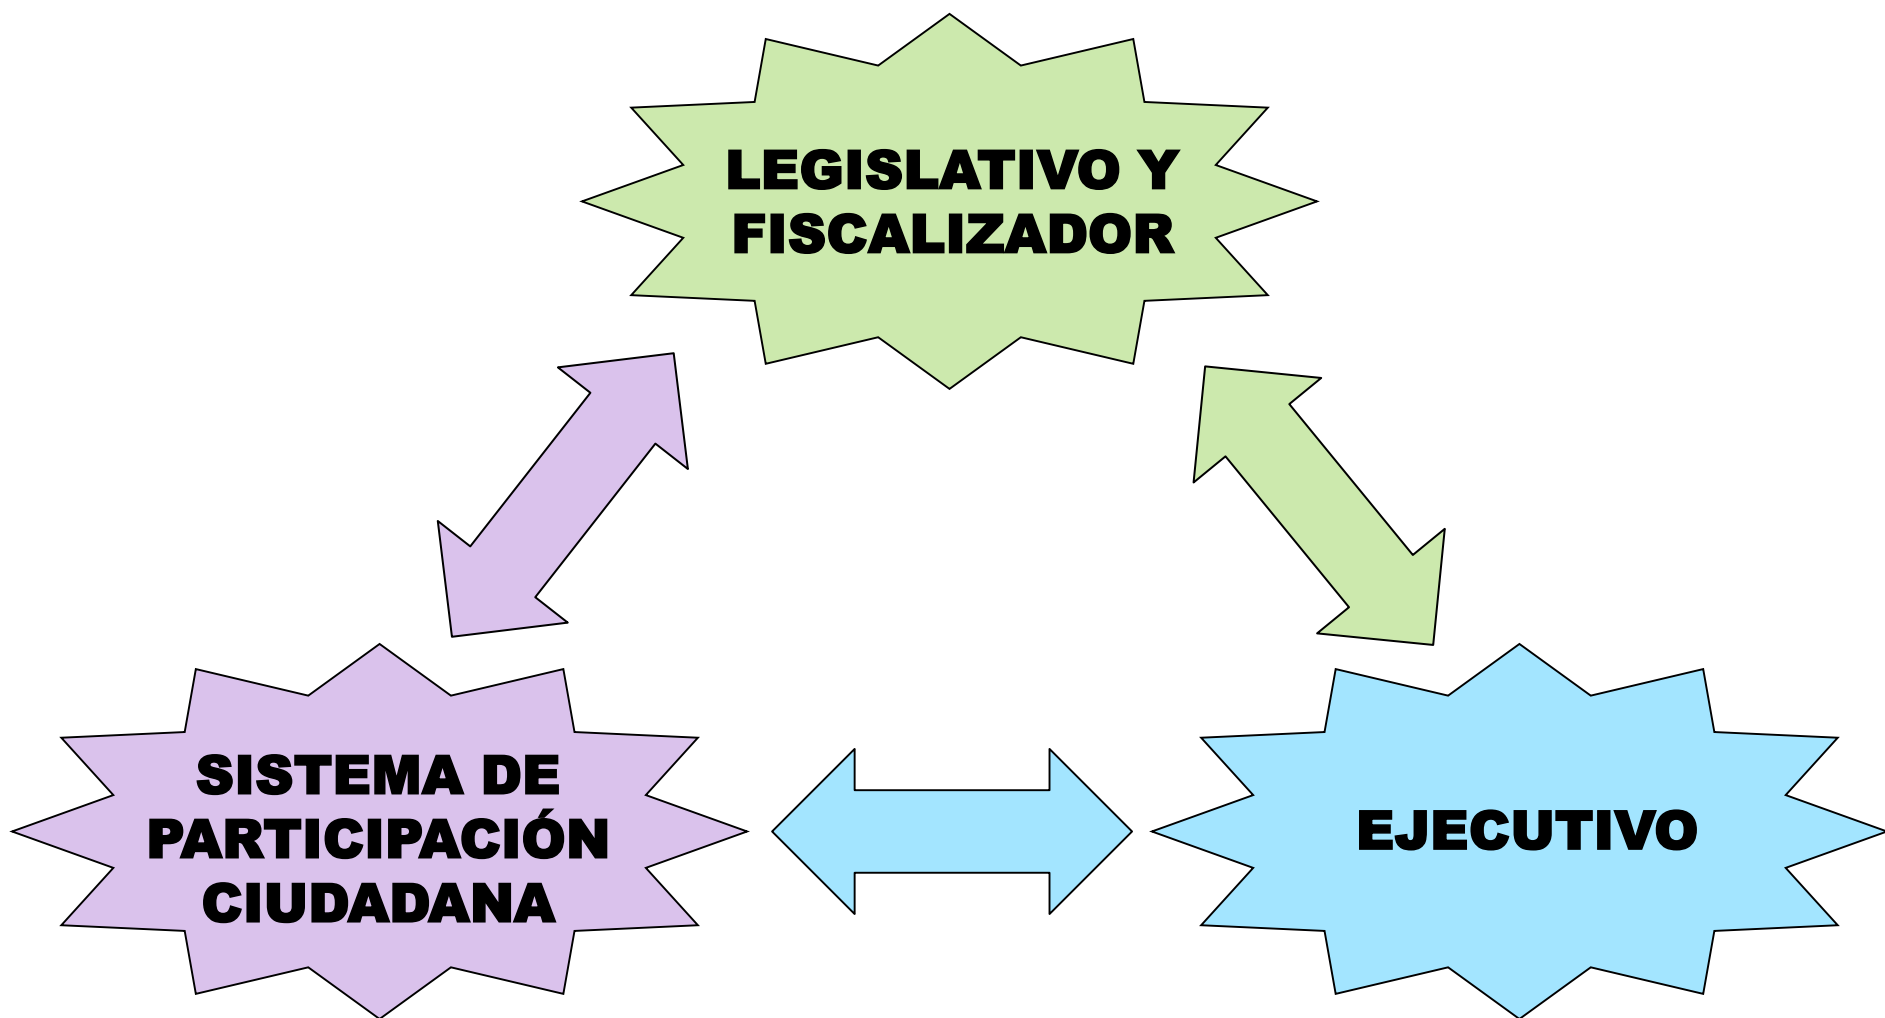 LEGISLATIVO Y
FISCALIZADOR
SISTEMA DE
PARTICIPACIÓN
CIUDADANA
EJECUTIVO